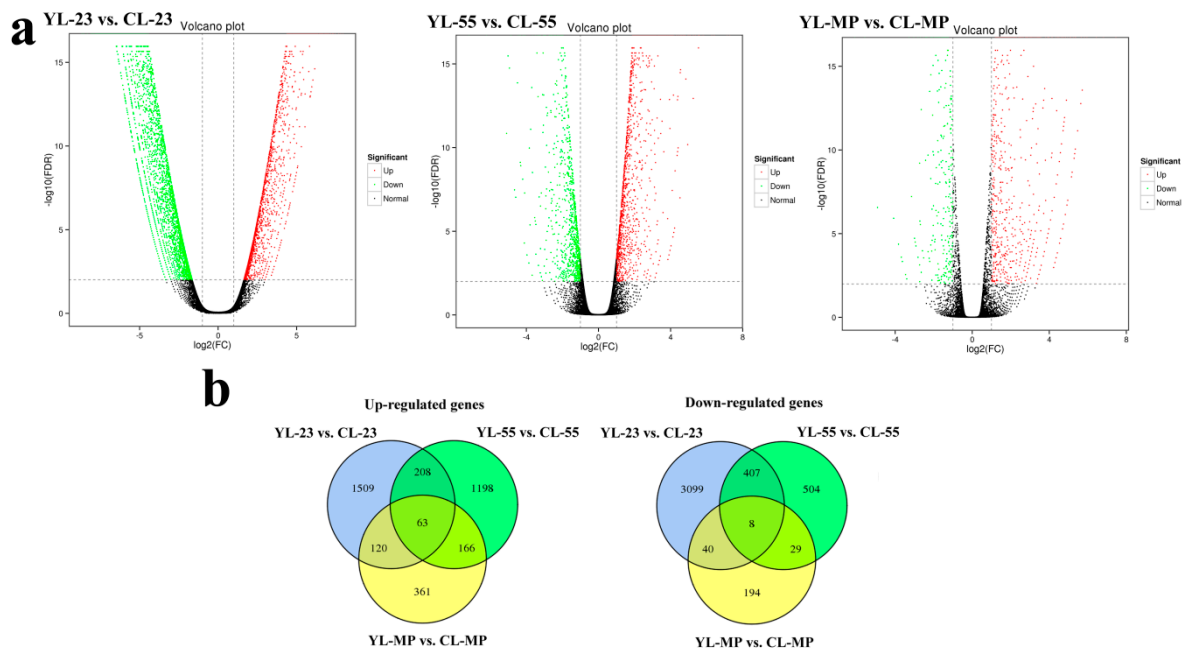 a
YL-23 vs. CL-23
Volcano plot
15
10
5
0
-log10(FDR)
-5
0
5
log2(FC)
Significant
Up
Down
Normal
YL-55 vs. CL-55
Volcano plot
15
10
5
0
-log10(FDR)
-4
0
4
8
log2(FC)
Significant
Up
Down
Normal
YL-MP vs. CL-MP
Volcano plot
15
10
5
0
-log10(FDR)
-4
0
4
8
log2(FC)
Significant
Up
Down
Normal
b
Up-regulated genes
YL-23 vs. CL-23
YL-55 vs. CL-55
208
1509
1198
63
120
166
361
YL-MP vs. CL-MP
Down-regulated genes
YL-23 vs. CL-23
YL-55 vs. CL-55
407
3099
504
8
40
29
194
YL-MP vs. CL-MP